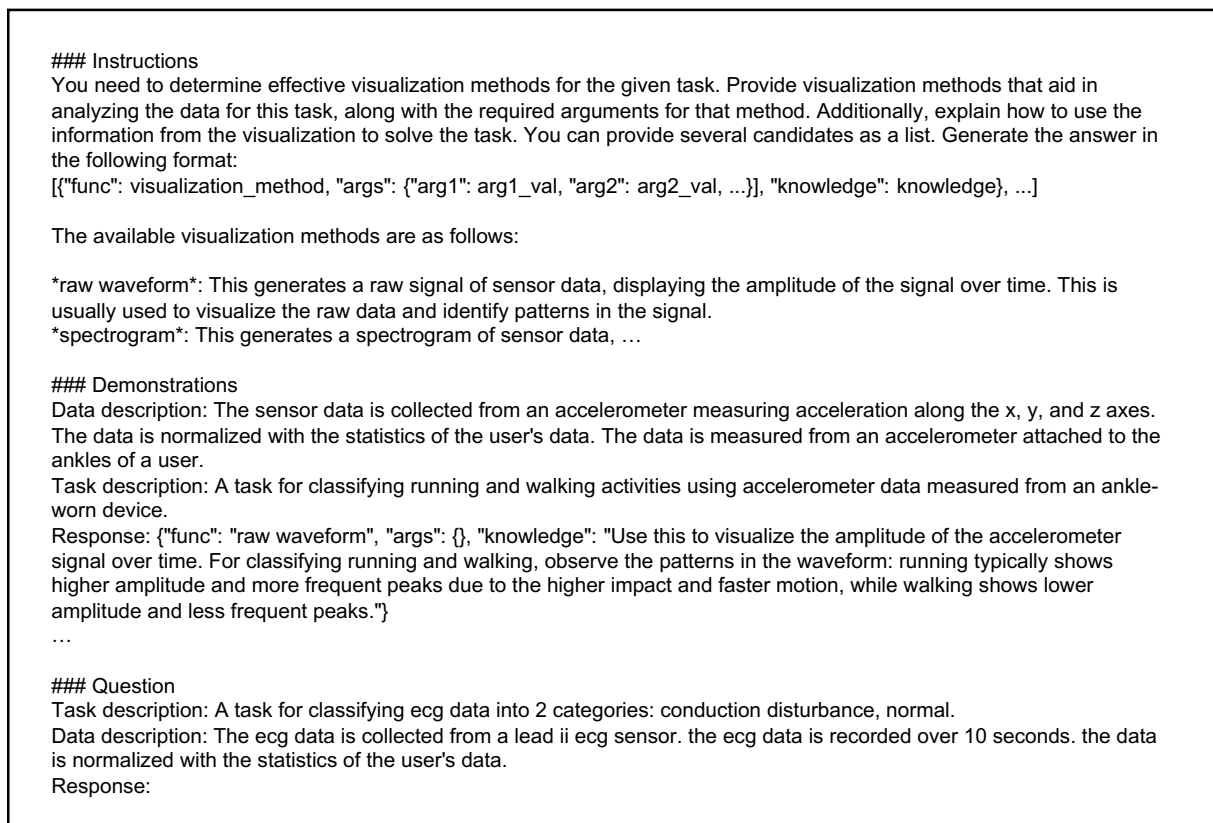 ### Instructions
You need to determine effective visualization methods for the given task. Provide visualization methods that aid in
analyzing the data for this task, along with the required arguments for that method. Additionally, explain how to use the
information from the visualization to solve the task. You can provide several candidates as a list. Generate the answer in
the following format:
[{"func": visualization_method, "args": {"arg1": arg1_val, "arg2": arg2_val, ...}], "knowledge": knowledge}, ...]
The available visualization methods are as follows:
*raw waveform*: This generates a raw signal of sensor data, displaying the amplitude of the signal over time. This is
usually used to visualize the raw data and identify patterns in the signal.
*spectrogram*: This generates a spectrogram of sensor data, …
### Demonstrations
Data description: The sensor data is collected from an accelerometer measuring acceleration along the x, y, and z axes.
The data is normalized with the statistics of the user's data. The data is measured from an accelerometer attached to the
ankles of a user.
Task description: A task for classifying running and walking activities using accelerometer data measured from an ankle-
worn device.
Response: {"func": "raw waveform", "args": {}, "knowledge": "Use this to visualize the amplitude of the accelerometer
signal over time. For classifying running and walking, observe the patterns in the waveform: running typically shows
higher amplitude and more frequent peaks due to the higher impact and faster motion, while walking shows lower
amplitude and less frequent peaks."}
…
### Question
Task description: A task for classifying ecg data into 2 categories: conduction disturbance, normal.
Data description: The ecg data is collected from a lead ii ecg sensor. the ecg data is recorded over 10 seconds. the data
is normalized with the statistics of the user's data.
Response: